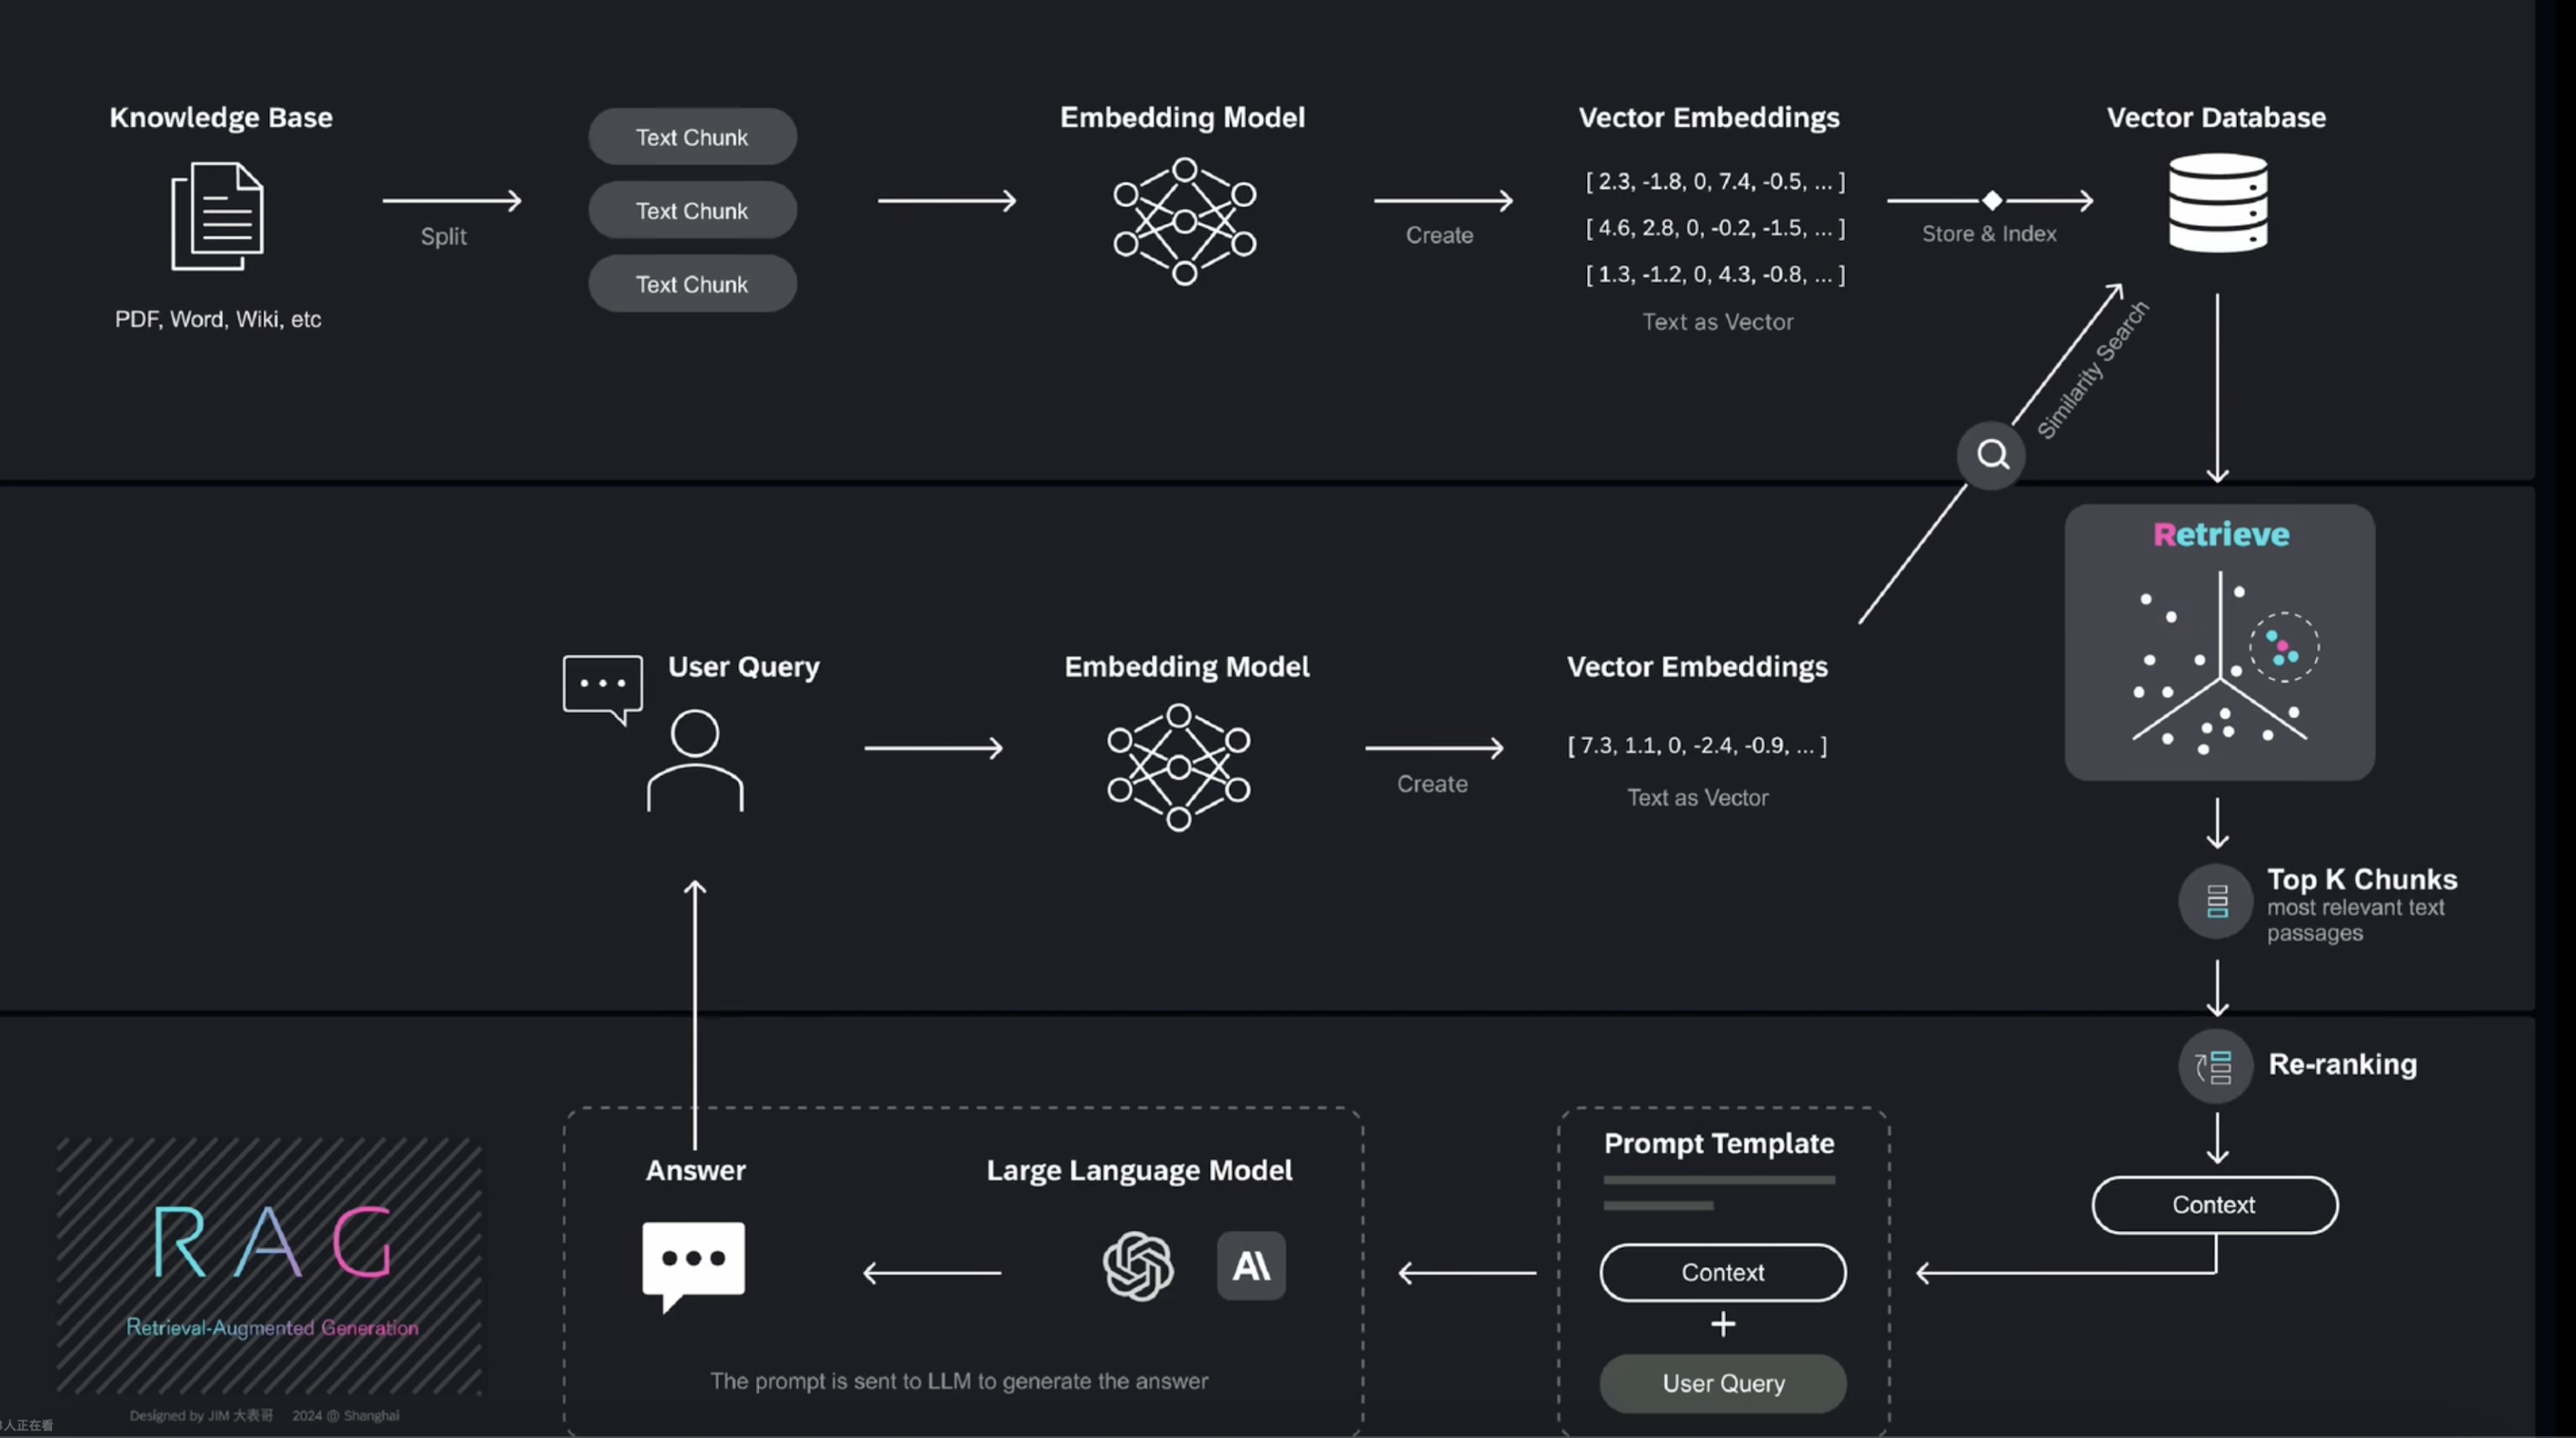 Knowledge Base
PDF, Word, Wiki, etc
Split
Text Chunk
Text Chunk
Text Chunk
Embedding Model
Create
Vector Embeddings
[ 2.3, -1.8, 0, 7.4, -0.5, ... ]
[ 4.6, 2.8, 0, -0.2, -1.5, ... ]
[ 1.3, -1.2, 0, 4.3, -0.8, ... ]
Text as Vector
Store & Index
Vector Database
Similarity Search
User Query
Embedding Model
Create
Vector Embeddings
[ 7.3, 1.1, 0, -2.4, -0.9, ... ]
Text as Vector
Retrieve
Top K Chunks
most relevant text
passages
Re-ranking
Context
Prompt Template
Context
+
User Query
Large Language Model
A\
Answer
The prompt is sent to LLM to generate the answer
RAG
Retrieval-Augmented Generation
Designed by JIM 大表哥 2024 @ Shanghai
人正在看